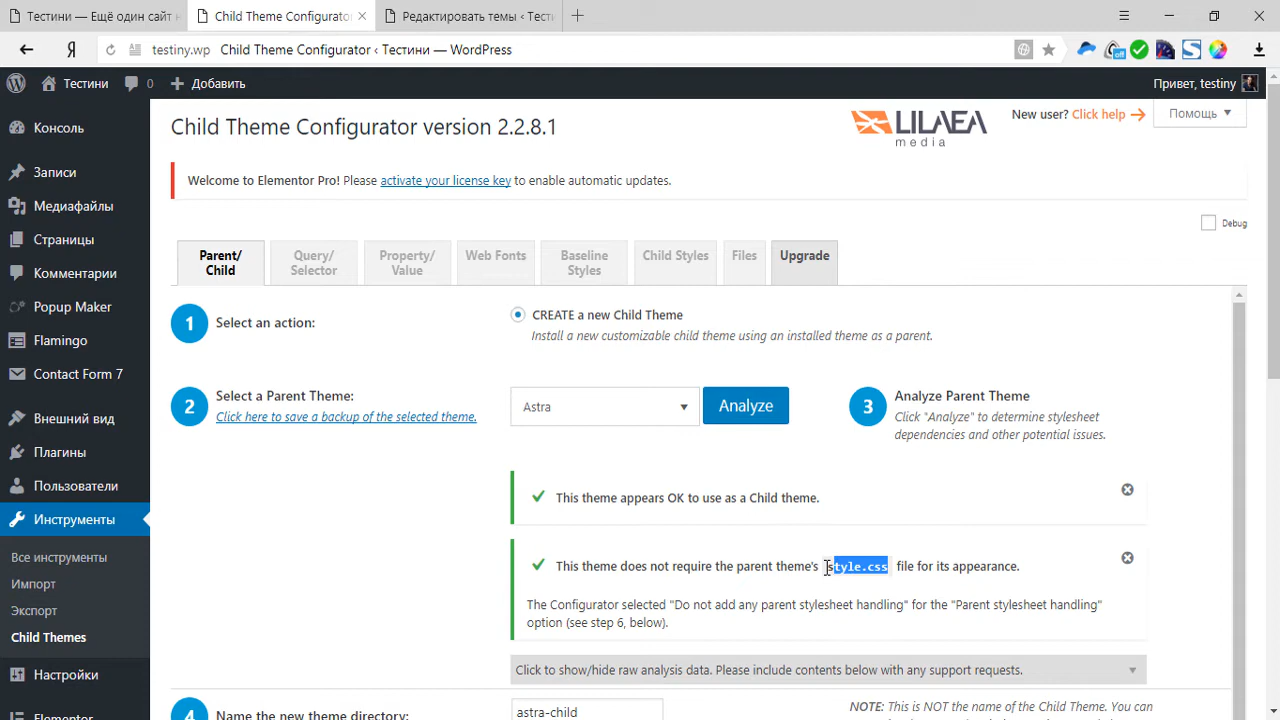 Тестини — Ещё один сайт н
Child Theme Configurator
Редактировать темы ‹ Тести
testiny.wp Child Theme Configurator ‹ Тестини — WordPress
off
Тестини 0 Добавить Привет, testiny
Консоль
Записи
Медиафайлы
Страницы
Комментарии
Popup Maker
Flamingo
Contact Form 7
Внешний вид
Плагины
Пользователи
Инструменты
Все инструменты
Импорт
Экспорт
Child Themes
Настройки
Elementor
Child Theme Configurator version 2.2.8.1
LILAEA
media
New user? Click help
Помощь
Welcome to Elementor Pro! Please activate your license key to enable automatic updates.
Debug
Parent/
Child
Query/
Selector
Property/
Value
Web Fonts
Baseline
Styles
Child Styles
Files
Upgrade
1 Select an action:
CREATE a new Child Theme
Install a new customizable child theme using an installed theme as a parent.
2 Select a Parent Theme:
Click here to save a backup of the selected theme.
Astra
Analyze
3 Analyze Parent Theme
Click "Analyze" to determine stylesheet
dependencies and other potential issues.
This theme appears OK to use as a Child theme.
This theme does not require the parent theme's style.css file for its appearance.
The Configurator selected "Do not add any parent stylesheet handling" for the "Parent stylesheet handling"
option (see step 6, below).
Click to show/hide raw analysis data. Please include contents below with any support requests.
4 Name the new theme directory:
astra-child
NOTE: This is NOT the name of the Child Theme. You can